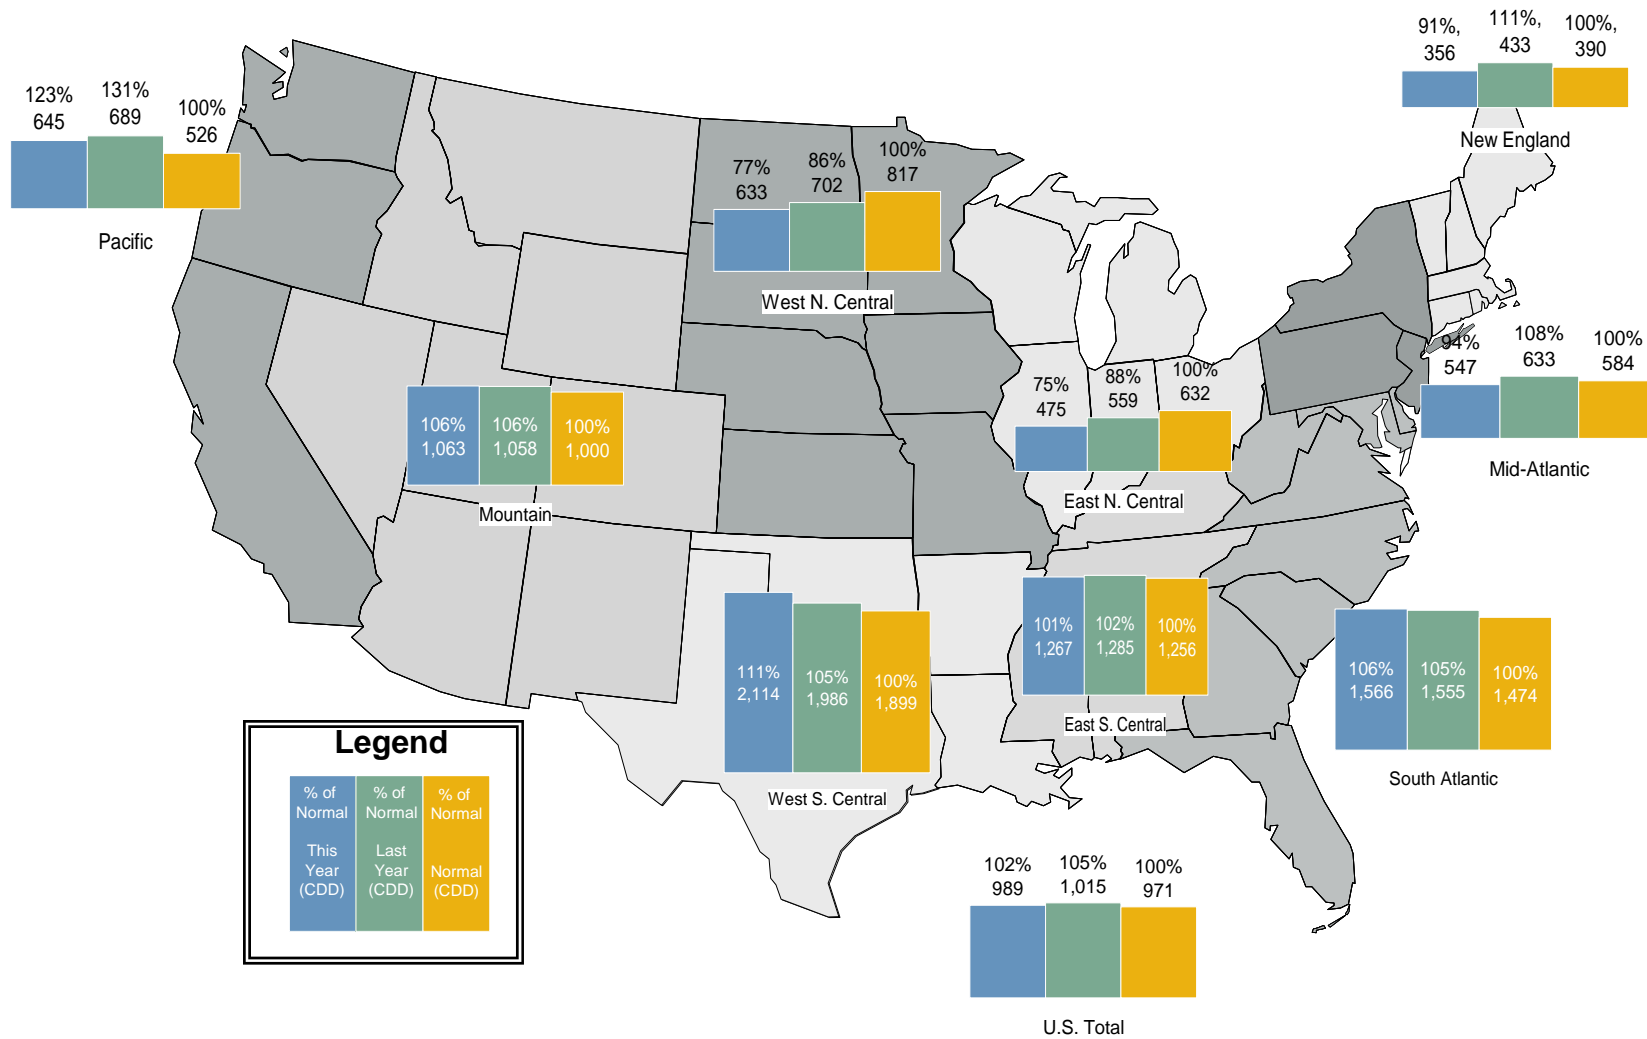 91%,
356
111%,
433
100%,
390
New England
123%
645
131%
689
100%
526
Pacific
77%
633
86%
702
100%
817
West N. Central
94%
547
108%
633
100%
584
Mid-Atlantic
75%
475
88%
559
100%
632
East N. Central
106%
1,063
106%
1,058
100%
1,000
Mountain
111%
2,114
105%
1,986
100%
1,899
West S. Central
101%
1,267
102%
1,285
100%
1,256
East S. Central
106%
1,566
105%
1,555
100%
1,474
South Atlantic
Legend
% of
Normal
This
Year
(CDD)
% of
Normal
Last
Year
(CDD)
% of
Normal
Normal
(CDD)
102%
989
105%
1,015
100%
971
U.S. Total